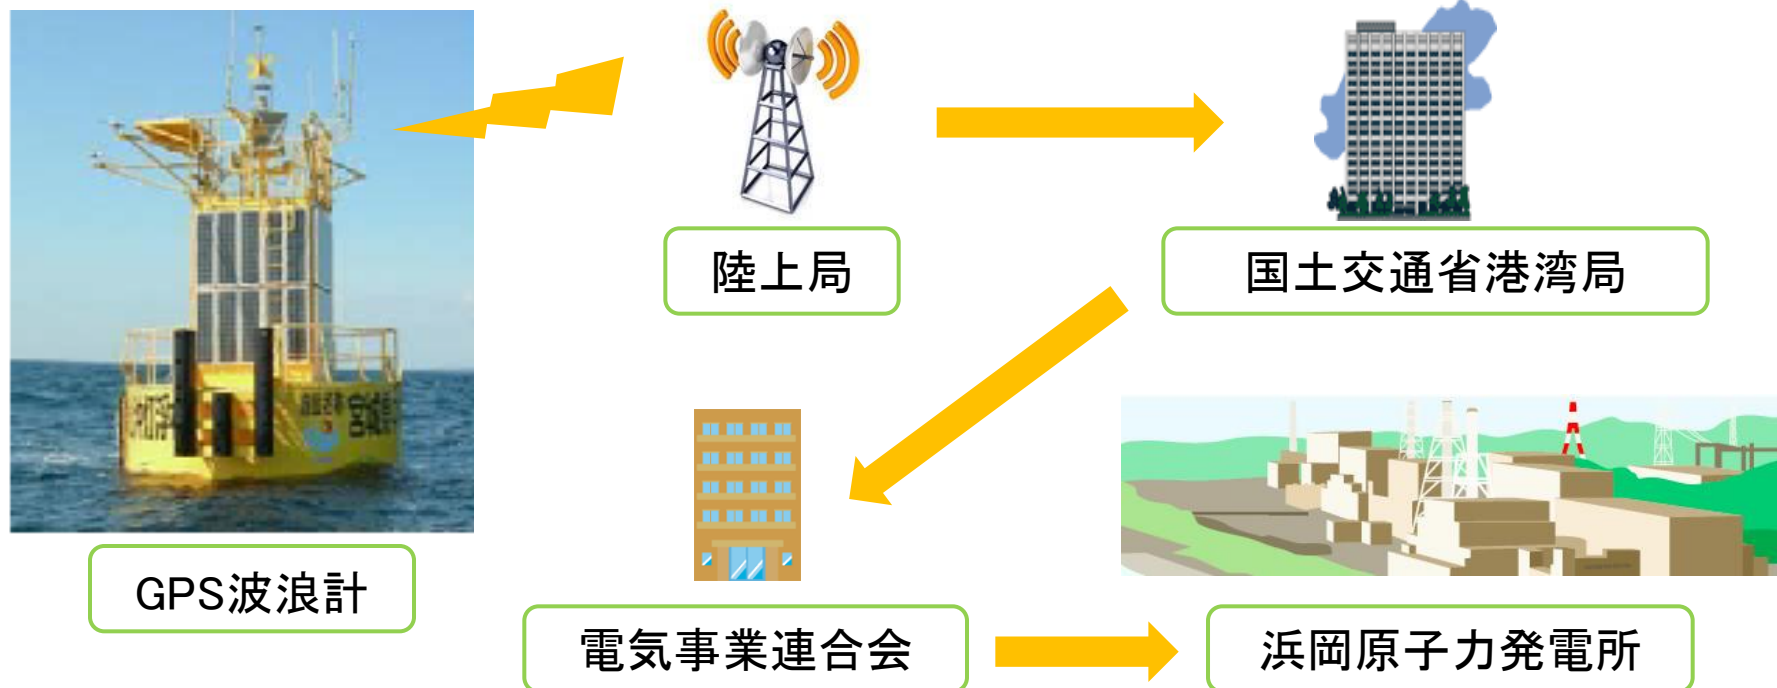 陸上局
国土交通省港湾局
GPS波浪計
電気事業連合会
浜岡原子力発電所